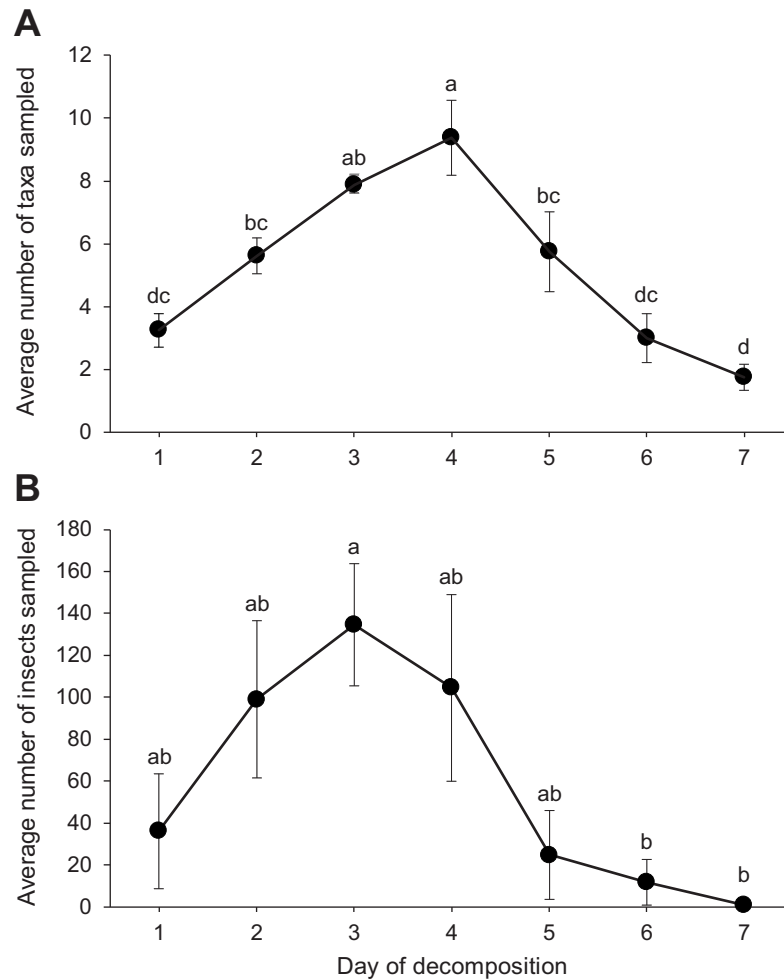 A
Average number of taxa sampled
12
10
8
6
4
2
0
dc
bc
ab
a
bc
dc
d
1 2 3 4 5 6 7
B
Average number of insects sampled
180
160
140
120
100
80
60
40
20
0
ab
ab
a
ab
ab
b
b
1 2 3 4 5 6 7
Day of decomposition